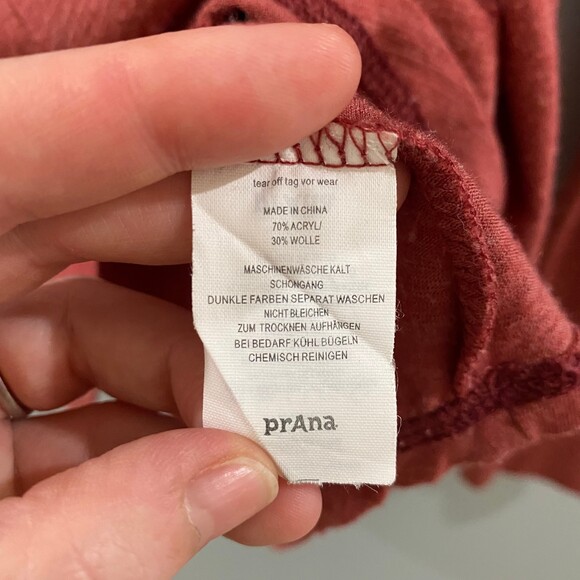 tear off tag vor wear
MADE IN CHINA
70% ACRYL/
30% WOLLE
MASCHINENWÄSCHE KALT
SCHONGANG
DUNKLE FARBEN SEPARAT WASCHEN
NICHT BLEICHEN
ZUM TROCKNEN AUFHÄNGEN
BEI BEDARF KÜHL BÜGELN
CHEMISCH REINIGEN
prAna